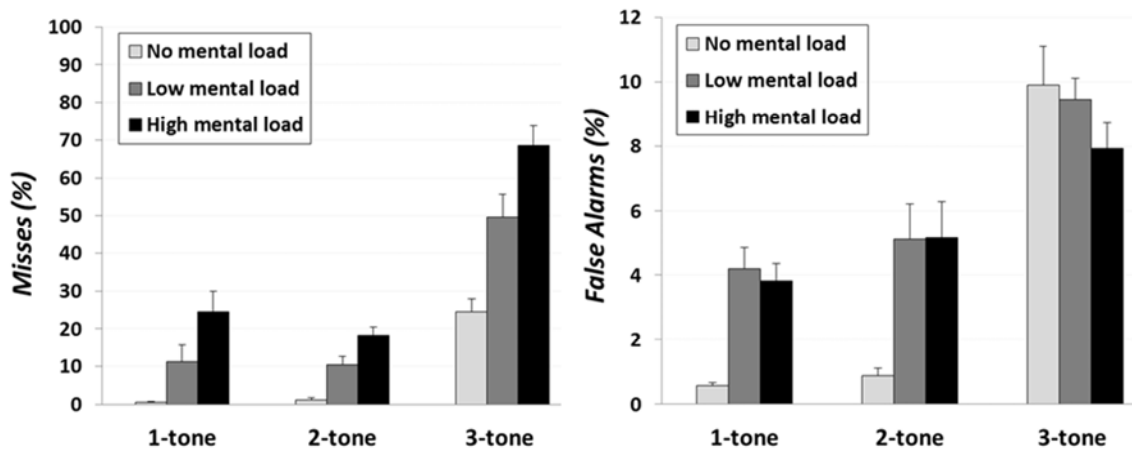 Misses (%)
100
90
80
70
60
50
40
30
20
10
0
No mental load
Low mental load
High mental load
1-tone 2-tone 3-tone
False Alarms (%)
12
10
8
6
4
2
0
No mental load
Low mental load
High mental load
1-tone 2-tone 3-tone